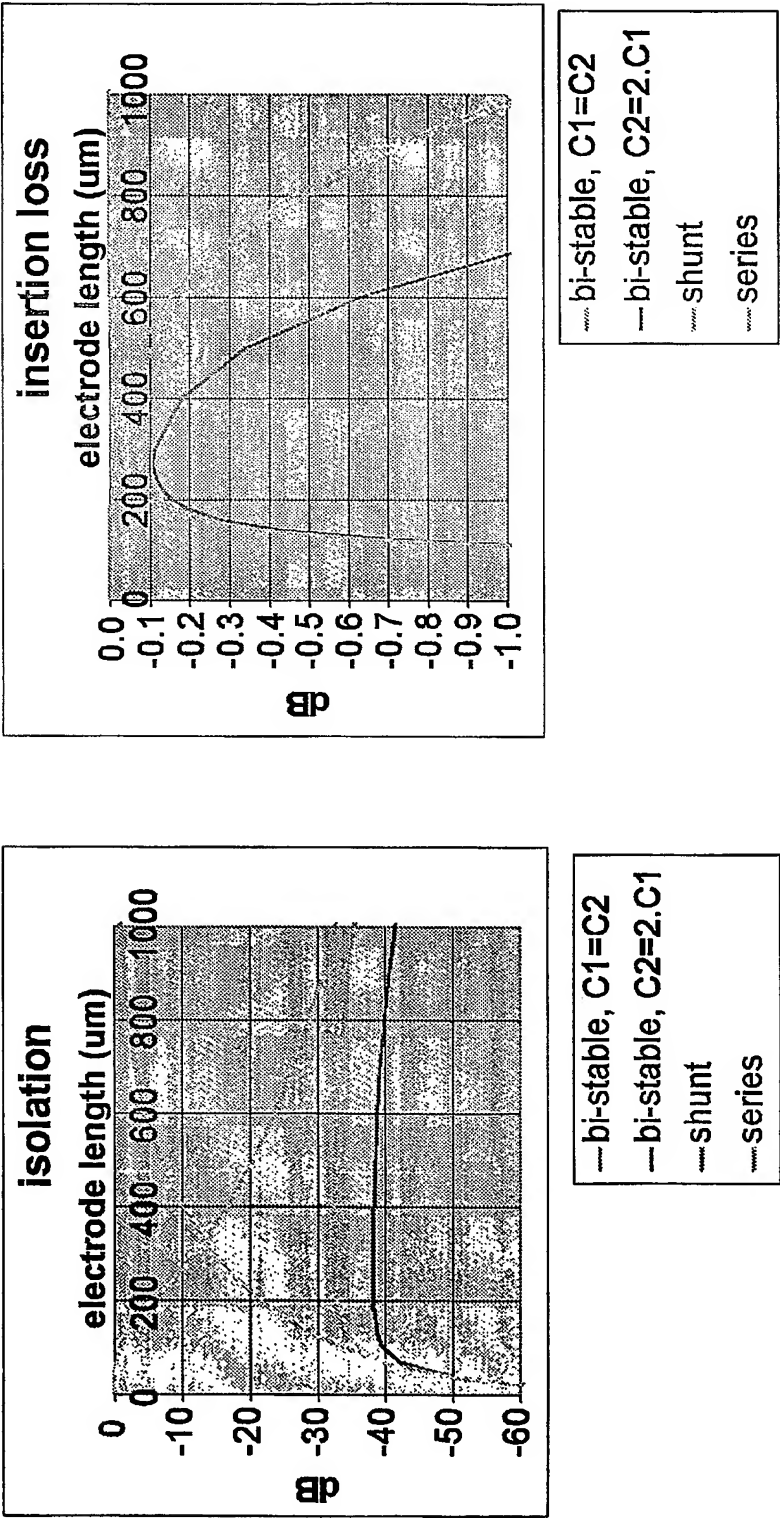 isolation
electrode length (um)
0 200 400 600 800 1000
0
-10
-20
-30
-40
-50
-60
dB
bi-stable, C1=C2
bi-stable, C2=2.C1
shunt
series
insertion loss
electrode length (um)
0 200 400 600 800 1000
0.0
-0.1
-0.2
-0.3
-0.4
-0.5
-0.6
-0.7
-0.8
-0.9
-1.0
dB
bi-stable, C1=C2
bi-stable, C2=2.C1
shunt
series